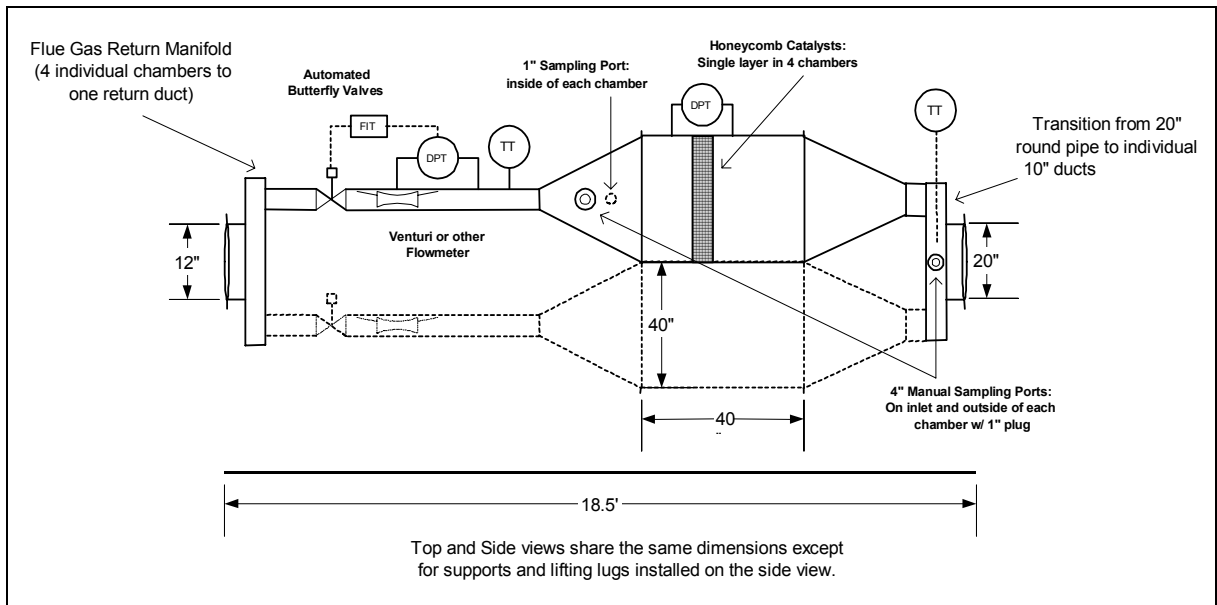 Flue Gas Return Manifold
(4 individual chambers to
one return duct)
Automated
Butterfly Valves
1" Sampling Port:
inside of each chamber
Honeycomb Catalysts:
Single layer in 4 chambers
FIT
DPT
TT
DPT
TT
Transition from 20"
round pipe to individual
10" ducts
Venturi or other
Flowmeter
12"
20"
40"
40
"
4" Manual Sampling Ports:
On inlet and outside of each
chamber w/ 1" plug
18.5'
Top and Side views share the same dimensions except
for supports and lifting lugs installed on the side view.